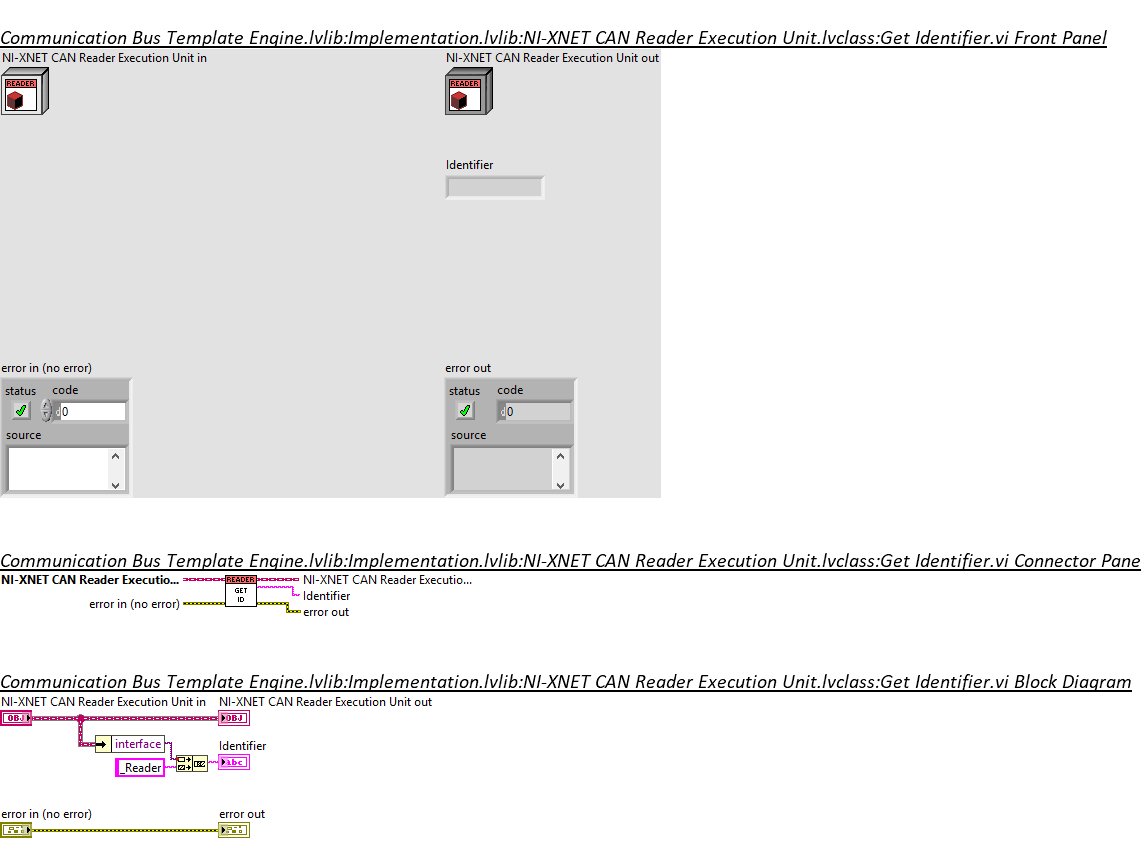 Communication Bus Template Engine.lvlib:Implementation.lvlib:NI-XNET CAN Reader Execution Unit.lvclass:Get Identifier.vi Front Panel
NI-XNET CAN Reader Execution Unit in
NI-XNET CAN Reader Execution Unit out
READER
READER
Identifier
error in (no error)
error out
status
code
status
code
d
0
d
0
source
source
Communication Bus Template Engine.lvlib:Implementation.lvlib:NI-XNET CAN Reader Execution Unit.lvclass:Get Identifier.vi Connector Pane
NI-XNET CAN Reader Executio...
READER
NI-XNET CAN Reader Executio...
GET
ID
Identifier
error in (no error)
error out
Communication Bus Template Engine.lvlib:Implementation.lvlib:NI-XNET CAN Reader Execution Unit.lvclass:Get Identifier.vi Block Diagram
NI-XNET CAN Reader Execution Unit in
NI-XNET CAN Reader Execution Unit out
OBJ
OBJ
interface
Identifier
_Reader
abc
error in (no error)
error out